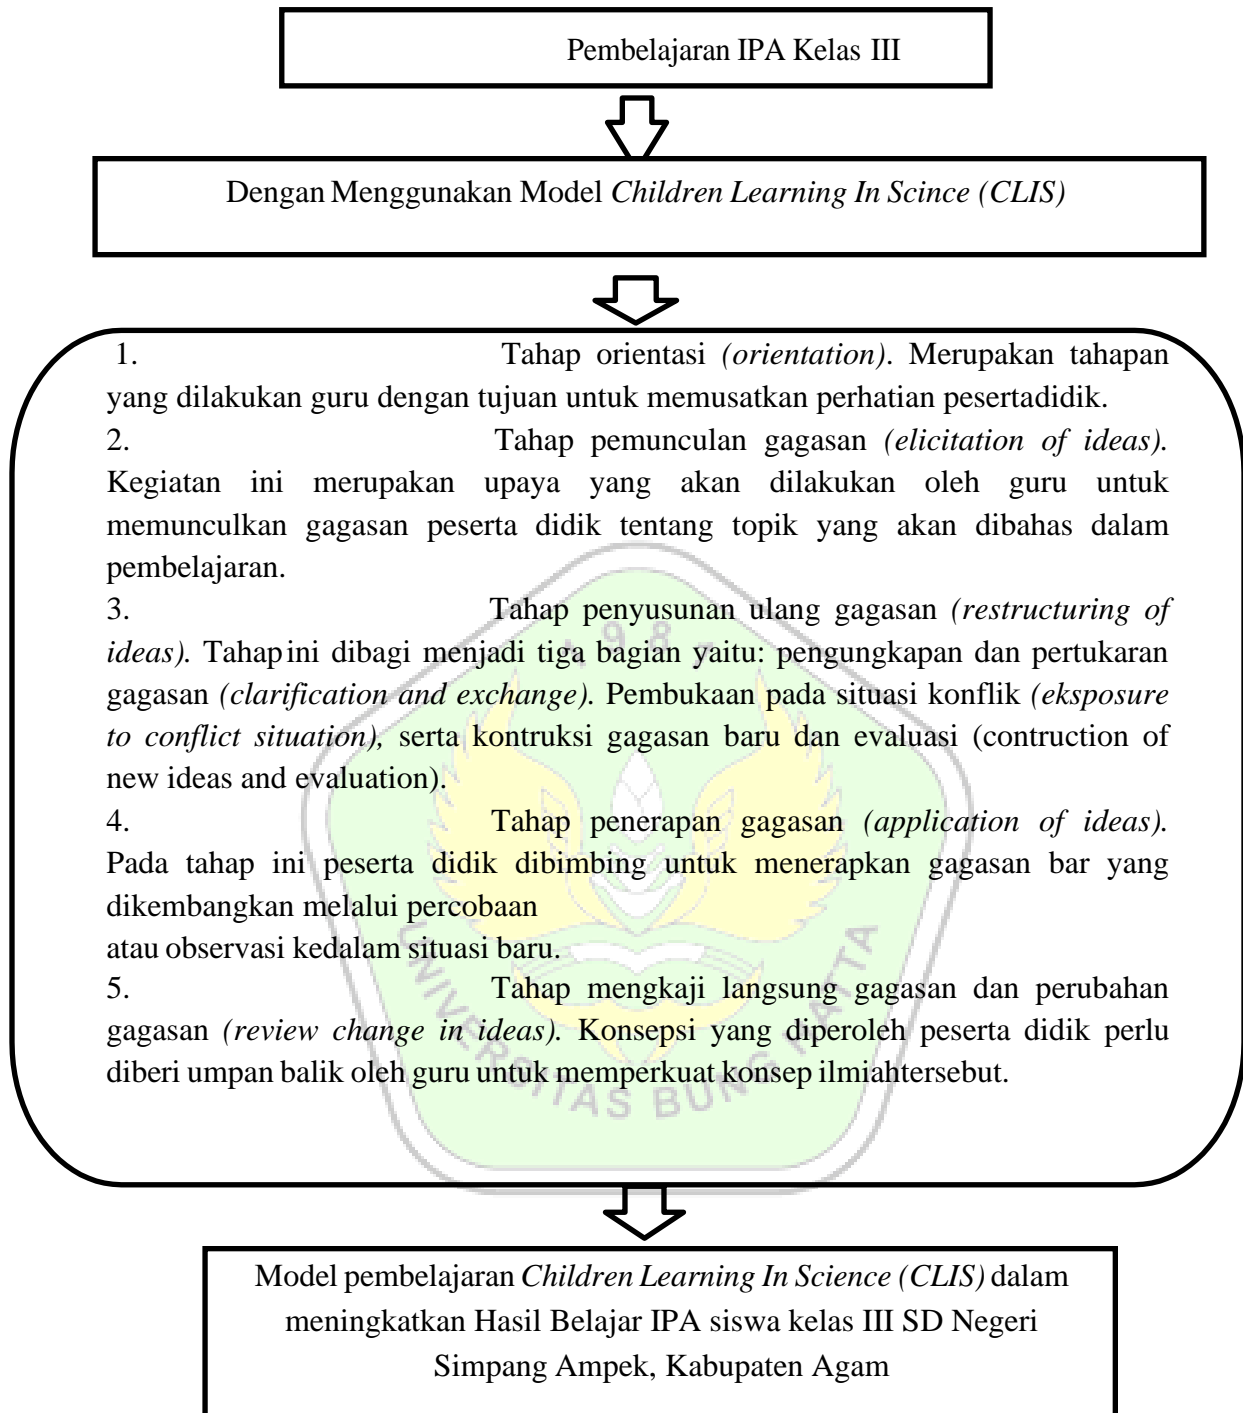 Pembelajaran IPA Kelas III
Dengan Menggunakan Model Children Learning In Scince (CLIS)
1. Tahap orientasi (orientation). Merupakan tahapan
yang dilakukan guru dengan tujuan untuk memusatkan perhatian pesertadidik.
2. Tahap pemunculan gagasan (elicitation of ideas).
Kegiatan ini merupakan upaya yang akan dilakukan oleh guru untuk
memunculkan gagasan peserta didik tentang topik yang akan dibahas dalam
pembelajaran.
3. Tahap penyusunan ulang gagasan (restructuring of
ideas). Tahap ini dibagi menjadi tiga bagian yaitu: pengungkapan dan pertukaran
gagasan (clarification and exchange). Pembukaan pada situasi konflik (eksposure
to conflict situation), serta kontruksi gagasan baru dan evaluasi (contruction of
new ideas and evaluation).
4. Tahap penerapan gagasan (application of ideas).
Pada tahap ini peserta didik dibimbing untuk menerapkan gagasan bar yang
dikembangkan melalui percobaan
atau observasi kedalam situasi baru.
5. Tahap mengkaji langsung gagasan dan perubahan
gagasan (review change in ideas). Konsepsi yang diperoleh peserta didik perlu
diberi umpan balik oleh guru untuk memperkuat konsep ilmiahtersebut.
UNIVERSITAS BUNG HATTA
Model pembelajaran Children Learning In Science (CLIS) dalam
meningkatkan Hasil Belajar IPA siswa kelas III SD Negeri
Simpang Ampek, Kabupaten Agam